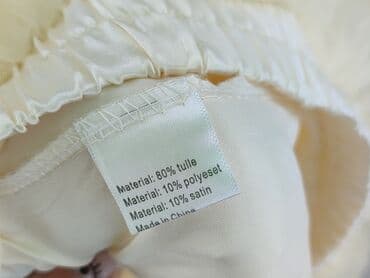 Material: 80% tulle
Material: 10% polyeset
Material: 10% satin
Made in China